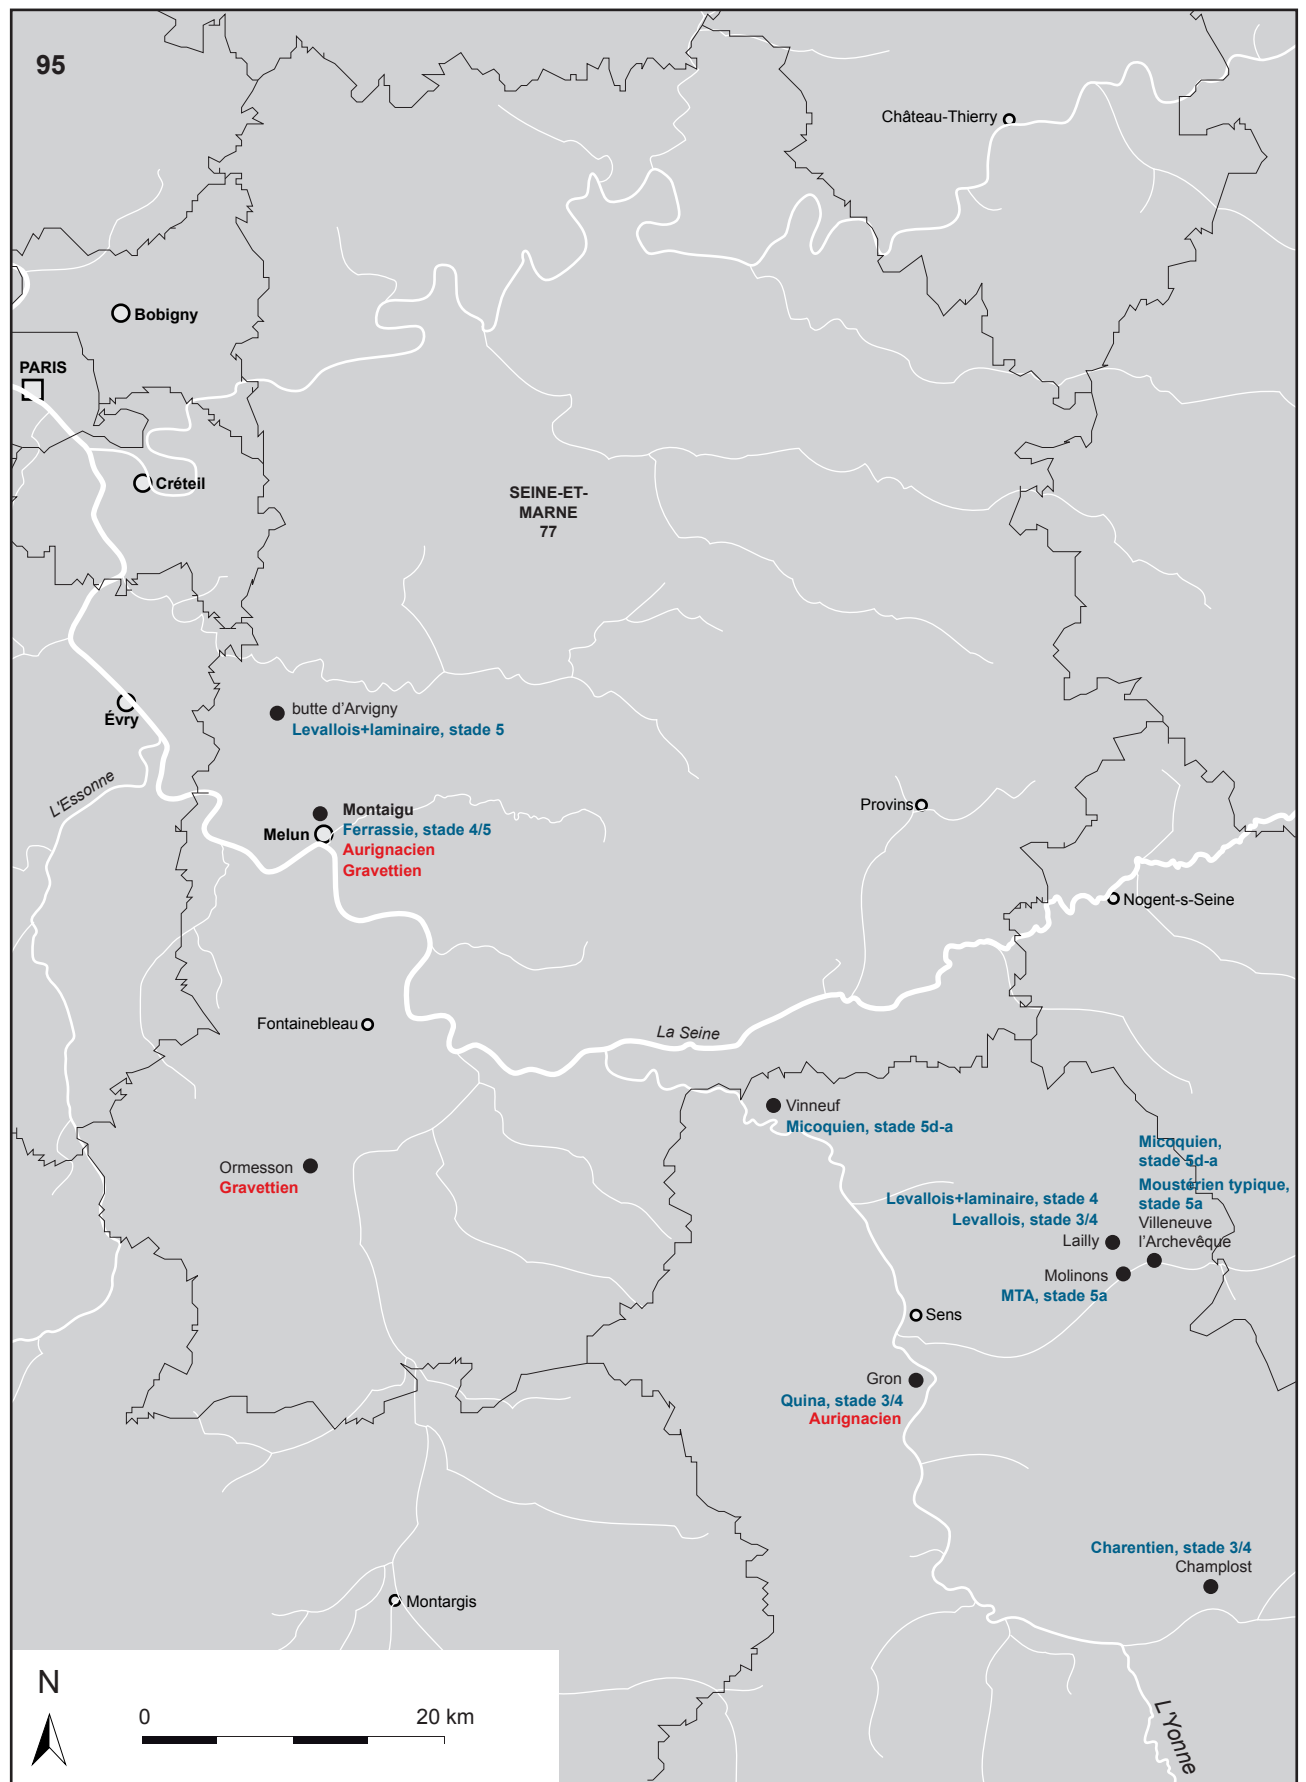 95
Château-Thierry
Bobigny
PARIS
Créteil
SEINE-ET-
MARNE
77
butte d'Arvigny
Levallois+laminaire, stade 5
Évry
L'Essonne
Montaigu
Melun
Ferrassie, stade 4/5
Aurignacien
Gravettien
Provins
Nogent-s-Seine
Fontainebleau
La Seine
Vinneuf
Micoquien, stade 5d-a
Ormesson
Gravettien
Micoquien,
stade 5d-a
Moustérien typique,
stade 5a
Villeneuve
l'Archevêque
Levallois+laminaire, stade 4
Levallois, stade 3/4
Lailly
Molinons
MTA, stade 5a
Sens
Gron
Quina, stade 3/4
Aurignacien
Charentien, stade 3/4
Champlost
Montargis
N
0 20 km
L'Yonne